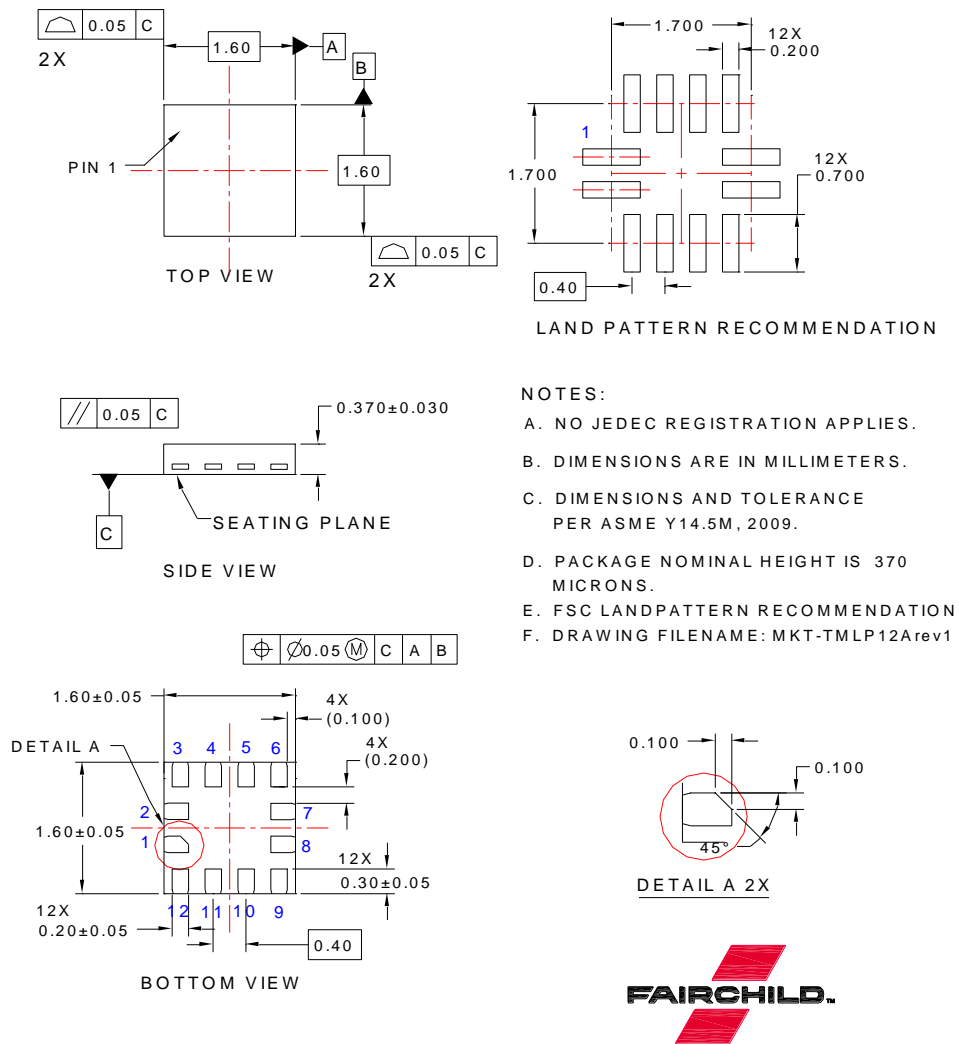 0.05 C
2X
1.60
A
B
PIN 1
1.60
0.05 C
2X
TOP VIEW
1.700
12X
0.200
1
1.700
12X
0.700
0.40
LAND PATTERN RECOMMENDATION
// 0.05 C
0.370±0.030
C
SEATING PLANE
SIDE VIEW
NOTES:
A. NO JEDEC REGISTRATION APPLIES.
B. DIMENSIONS ARE IN MILLIMETERS.
C. DIMENSIONS AND TOLERANCE
PER ASME Y14.5M, 2009.
D. PACKAGE NOMINAL HEIGHT IS 370
MICRONS.
E. FSC LANDPATTERN RECOMMENDATION
F. DRAWING FILENAME: MKT-TMLP12Arev1
⌖ Ø0.05 Ⓜ C A B
1.60±0.05
4X
(0.100)
DETAIL A
3 4 5 6
4X
(0.200)
2
7
1.60±0.05
1
8
12X
0.30±0.05
12 11 10 9
12X
0.20±0.05
0.40
BOTTOM VIEW
0.100
0.100
45°
DETAIL A 2X
FAIRCHILD™